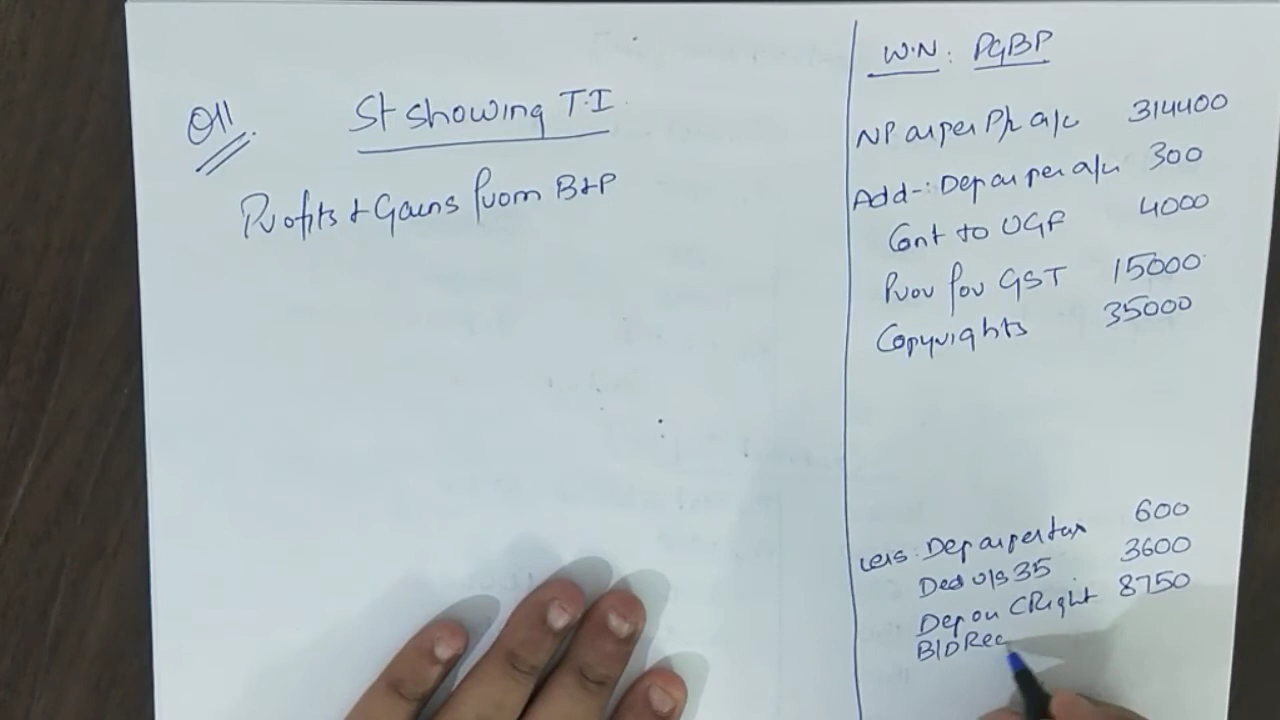 Q11
St showing T.I.
Profits & Gains from B&P
W.N: PGBP
NP as per P/L a/c 314400
Add-: Dep as per a/c 300
Cont to UGF 4000
Prov for GST 15000
Copyrights 35000
Less: Dep as per tax 600
Ded u/s 35 3600
Dep on CRight 8750
B/D Rec